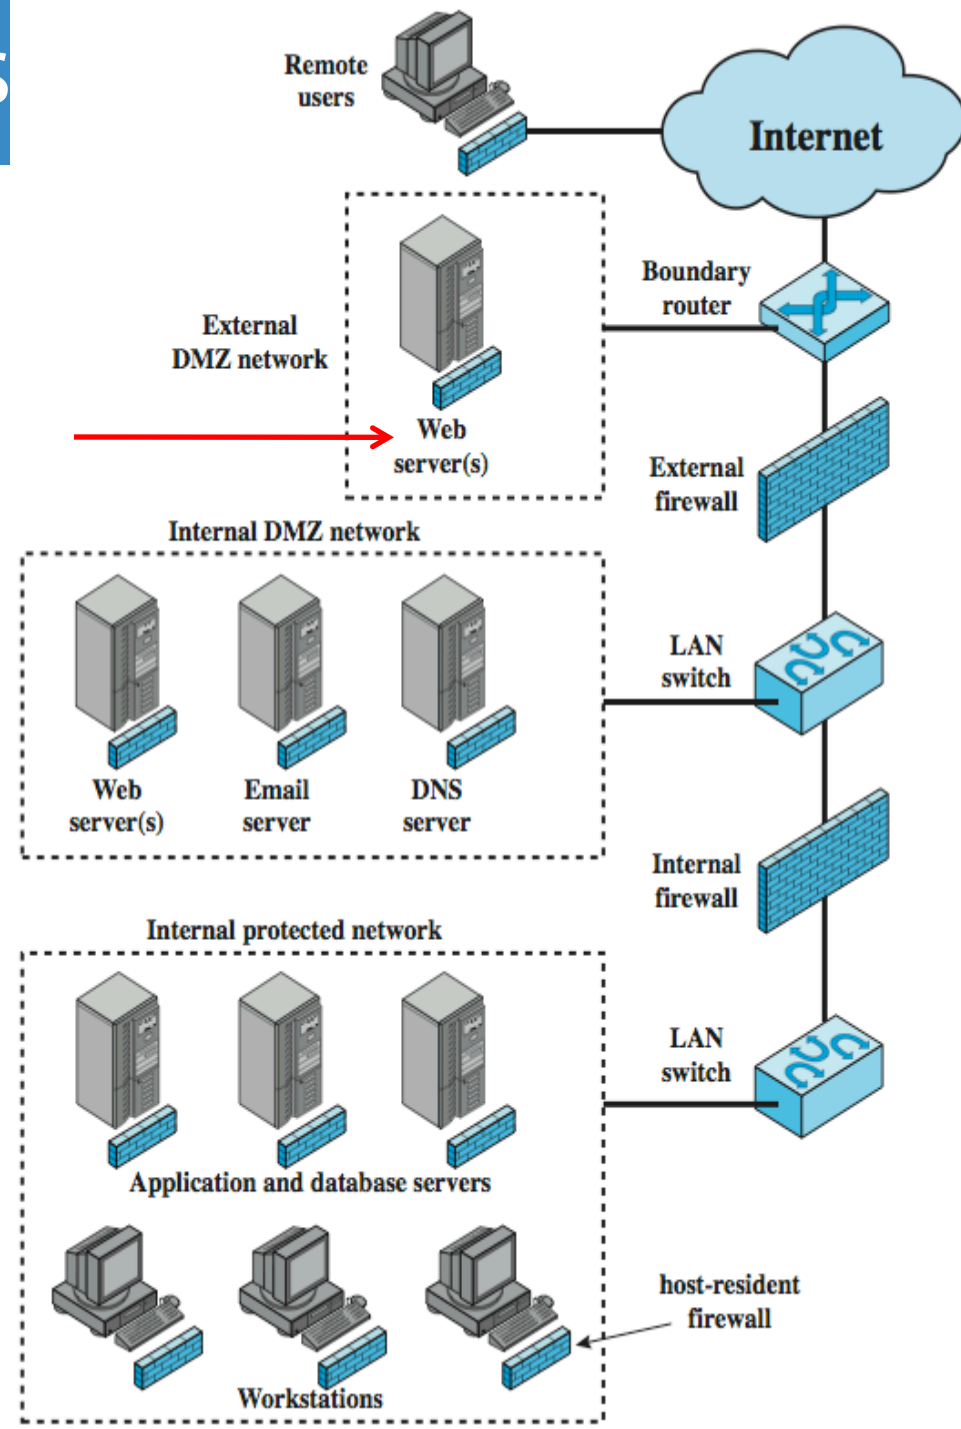 S
Remote
users
Internet
Boundary
router
External
DMZ network
Web
server(s)
External
firewall
Internal DMZ network
LAN
switch
Web
server(s)
Email
server
DNS
server
Internal
firewall
Internal protected network
LAN
switch
Application and database servers
host-resident
firewall
Workstations